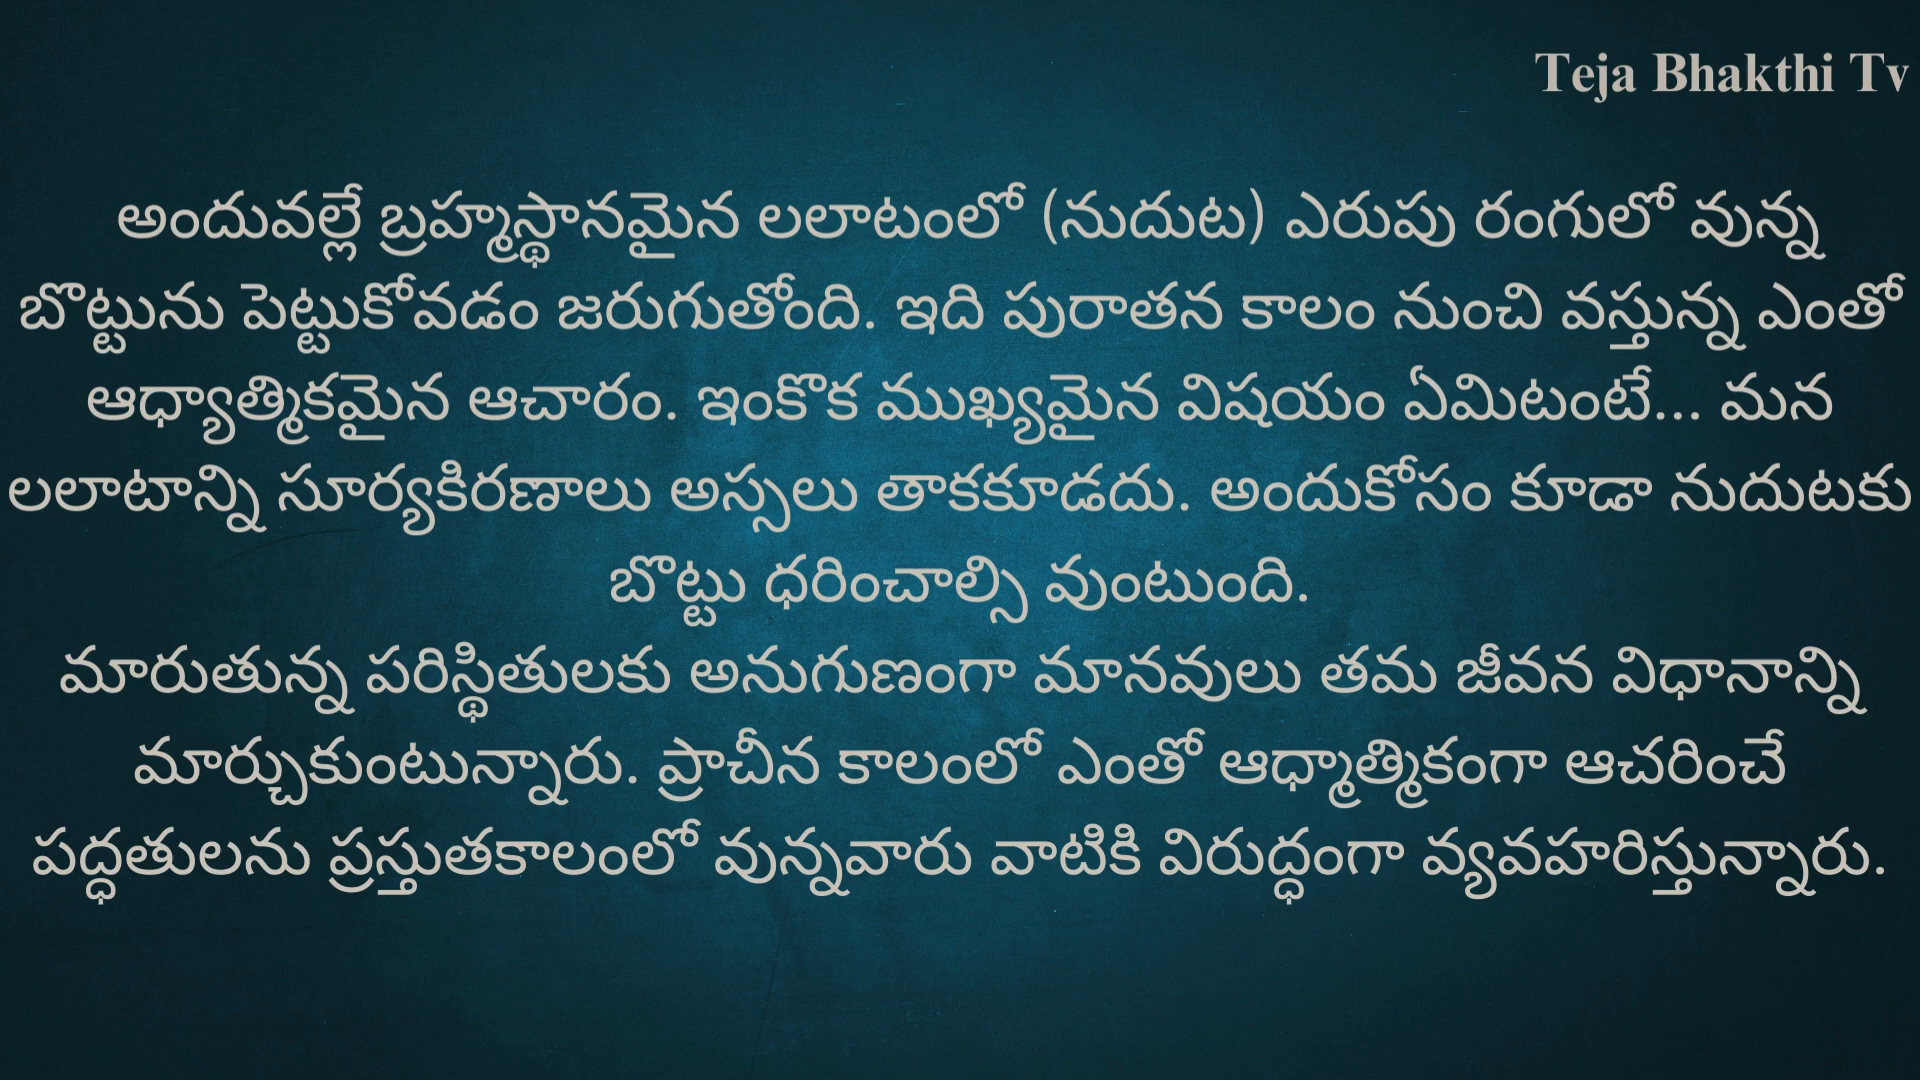 Teja Bhakthi Tv
అందువల్లే బ్రహ్మస్థానమైన లలాటంలో (నుదుట) ఎరుపు రంగులో వున్న
బొట్టును పెట్టుకోవడం జరుగుతోంది. ఇది పురాతన కాలం నుంచి వస్తున్న ఎంతో
ఆధ్యాత్మికమైన ఆచారం. ఇంకొక ముఖ్యమైన విషయం ఏమిటంటే... మన
లలాటాన్ని సూర్యకిరణాలు అస్సలు తాకకూడదు. అందుకోసం కూడా నుదుటకు
బొట్టు ధరించాల్సి వుంటుంది.
మారుతున్న పరిస్థితులకు అనుగుణంగా మానవులు తమ జీవన విధానాన్ని
మార్చుకుంటున్నారు. ప్రాచీన కాలంలో ఎంతో ఆధ్మాత్మికంగా ఆచరించే
పద్ధతులను ప్రస్తుతకాలంలో వున్నవారు వాటికి విరుద్ధంగా వ్యవహరిస్తున్నారు.